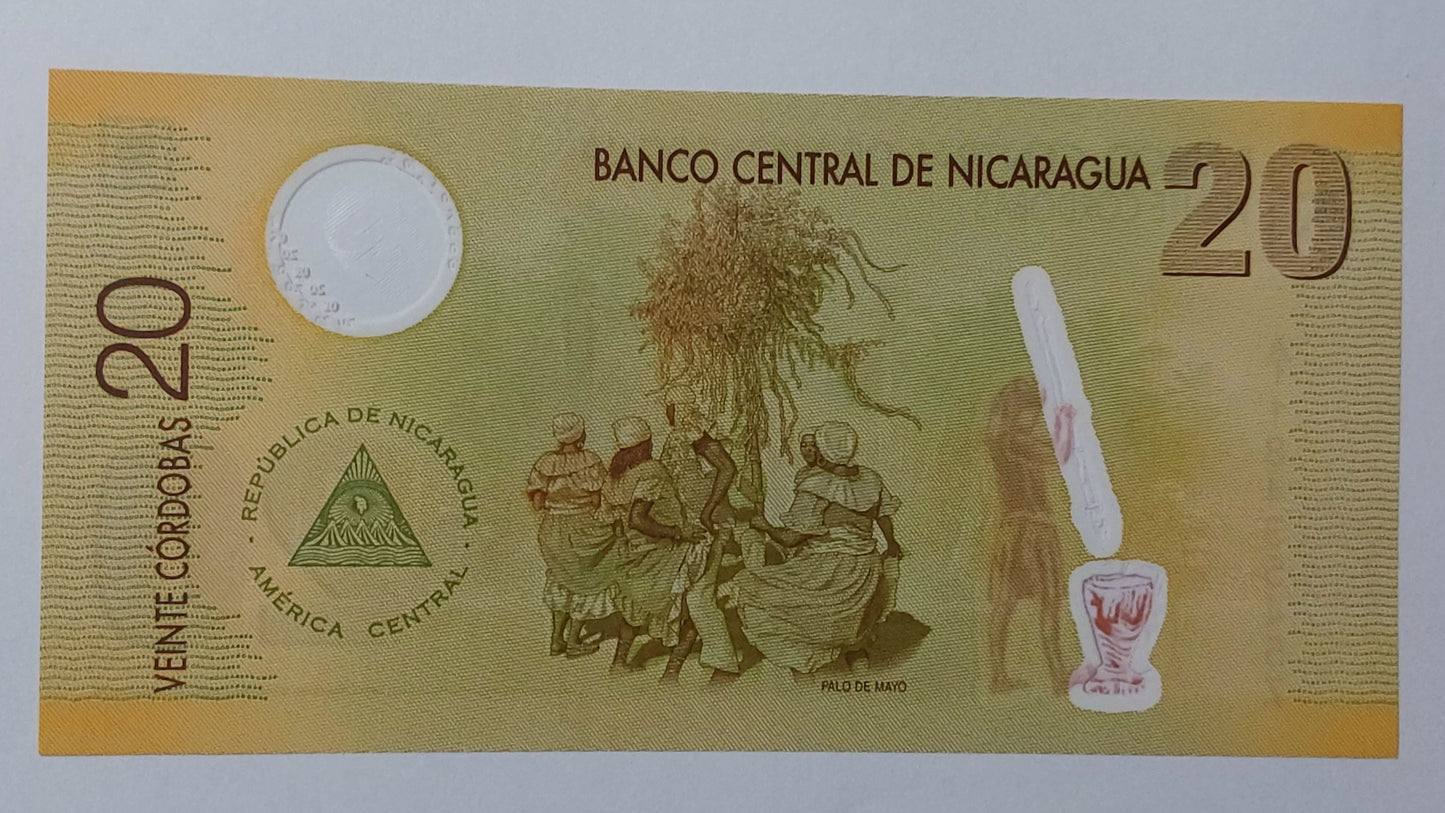 BANCO CENTRAL DE NICARAGUA
20
VEINTE CÓRDOBAS 20
· REPÚBLICA DE NICARAGUA ·
AMÉRICA CENTRAL
PALO DE MAYO